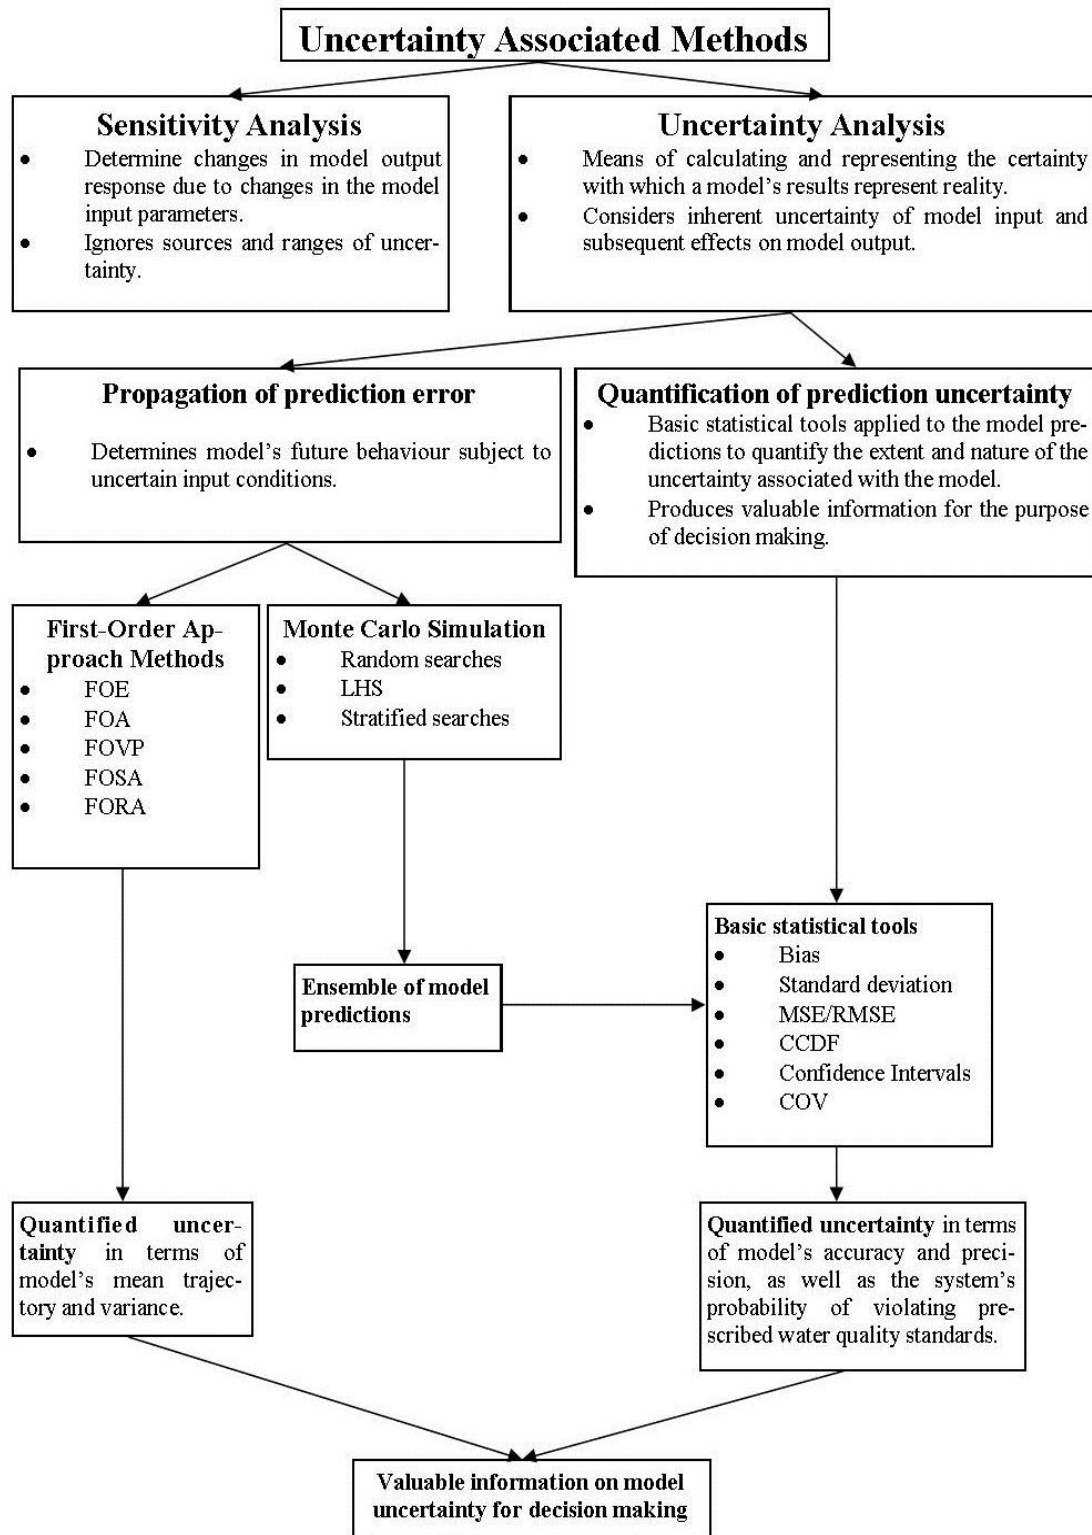 Uncertainty Associated Methods
Sensitivity Analysis
• Determine changes in model output
response due to changes in the model
input parameters.
• Ignores sources and ranges of uncer-
tainty.
Uncertainty Analysis
• Means of calculating and representing the certainty
with which a model's results represent reality.
• Considers inherent uncertainty of model input and
subsequent effects on model output.
Propagation of prediction error
• Determines model's future behaviour subject to
uncertain input conditions.
Quantification of prediction uncertainty
• Basic statistical tools applied to the model pre-
dictions to quantify the extent and nature of the
uncertainty associated with the model.
• Produces valuable information for the purpose
of decision making.
First-Order Ap-
proach Methods
• FOE
• FOA
• FOVP
• FOSA
• FORA
Monte Carlo Simulation
• Random searches
• LHS
• Stratified searches
Ensemble of model
predictions
Basic statistical tools
• Bias
• Standard deviation
• MSE/RMSE
• CCDF
• Confidence Intervals
• COV
Quantified uncer-
tainty in terms of
model's mean trajec-
tory and variance.
Quantified uncertainty in terms
of model's accuracy and preci-
sion, as well as the system's
probability of violating pre-
scribed water quality standards.
Valuable information on model
uncertainty for decision making